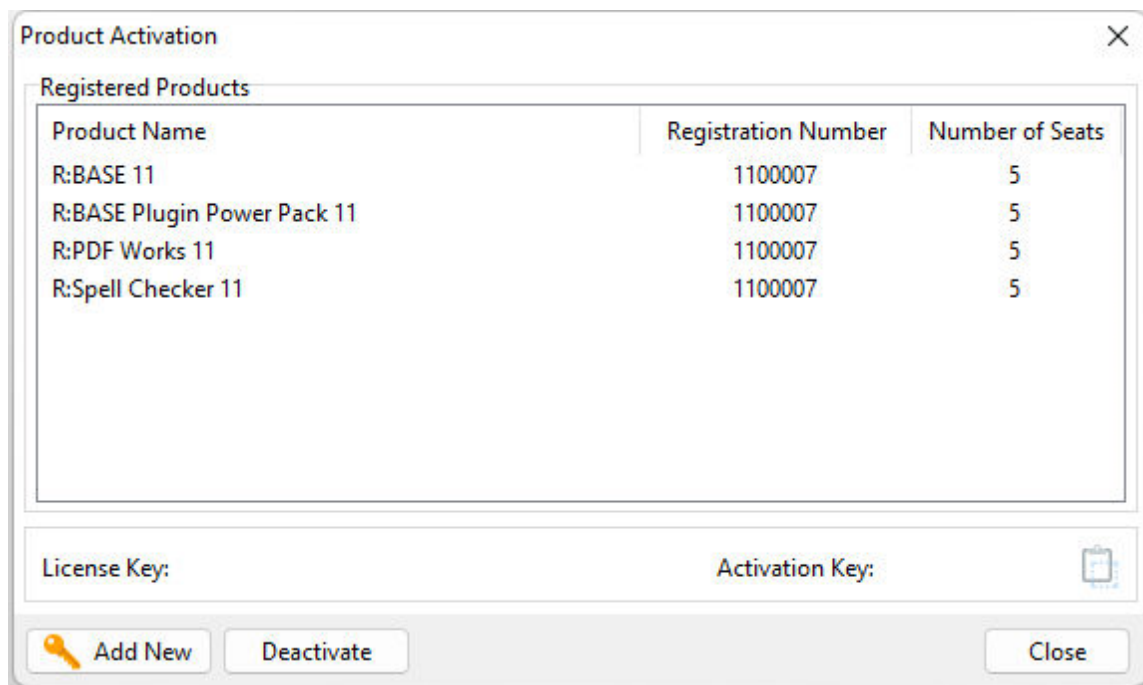 Product Activation
Registered Products
Product Name Registration Number Number of Seats
R:BASE 11 1100007 5
R:BASE Plugin Power Pack 11 1100007 5
R:PDF Works 11 1100007 5
R:Spell Checker 11 1100007 5
License Key: Activation Key:
Add New Deactivate Close